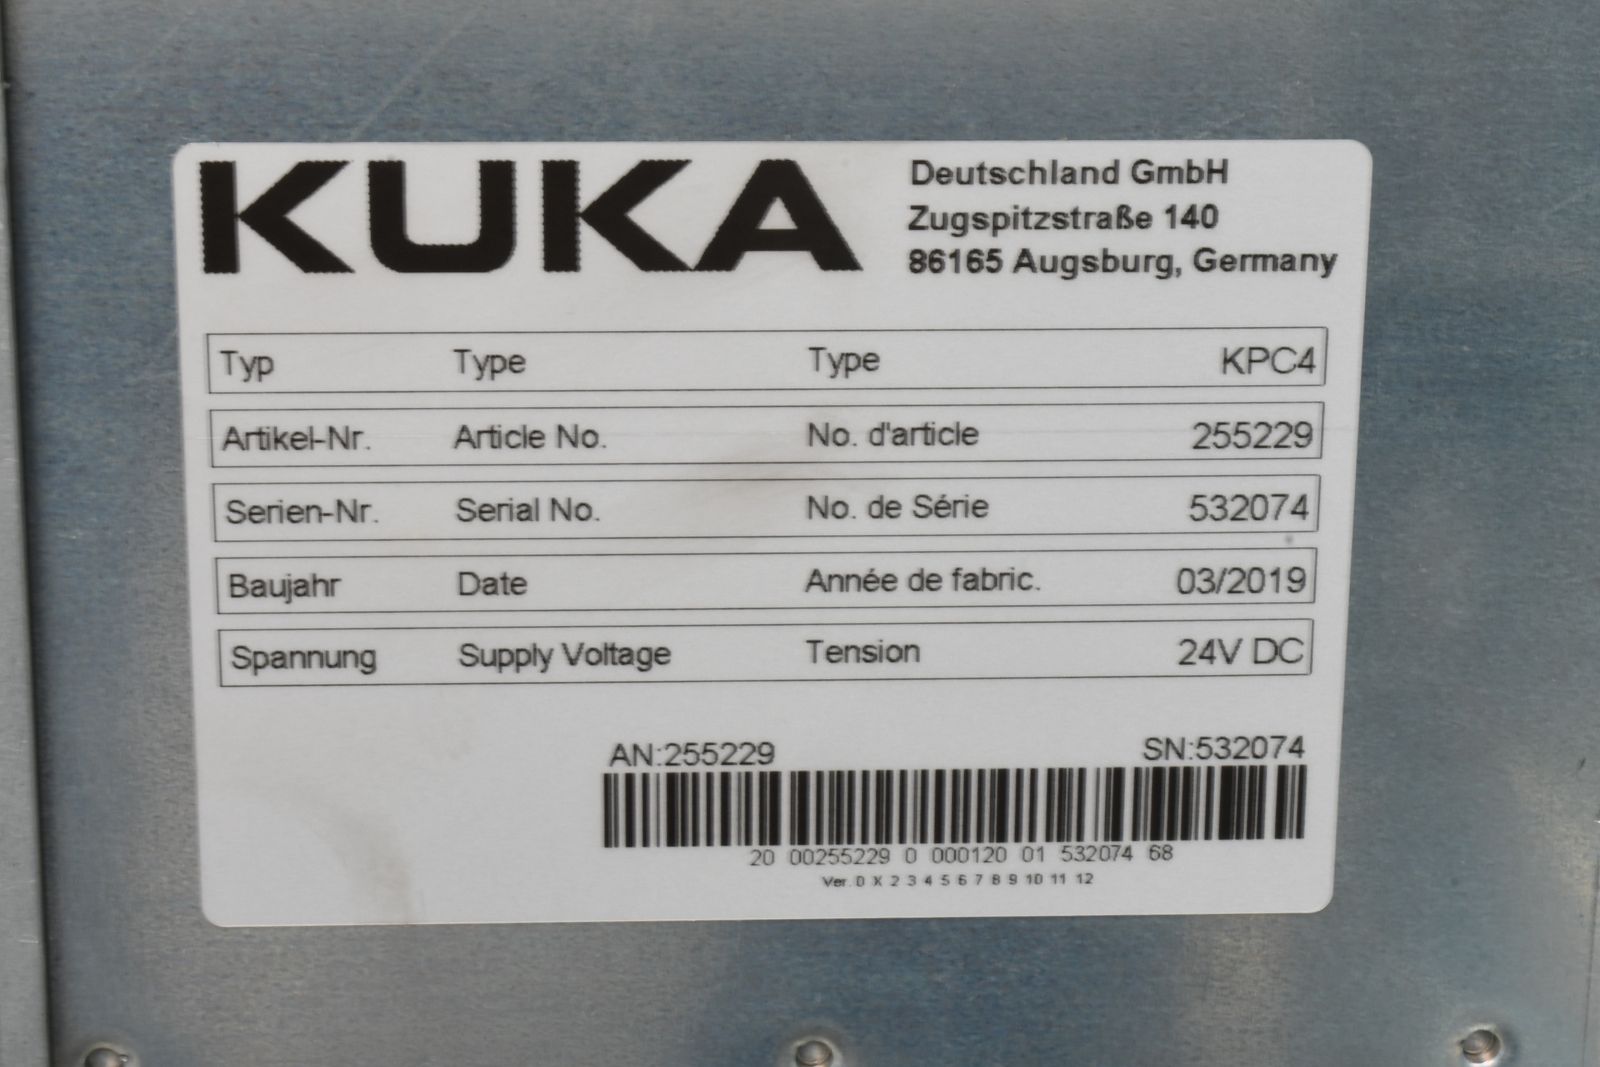 KUKA
Deutschland GmbH
Zugspitzstraße 140
86165 Augsburg, Germany
Typ Type Type KPC4
Artikel-Nr. Article No. No. d'article 255229
Serien-Nr. Serial No. No. de Série 532074
Baujahr Date Année de fabric. 03/2019
Spannung Supply Voltage Tension 24V DC
AN:255229 SN:532074
20 00255229 0 000120 01 532074 68
Ver. 0 X 2 3 4 5 6 7 8 9 10 11 12